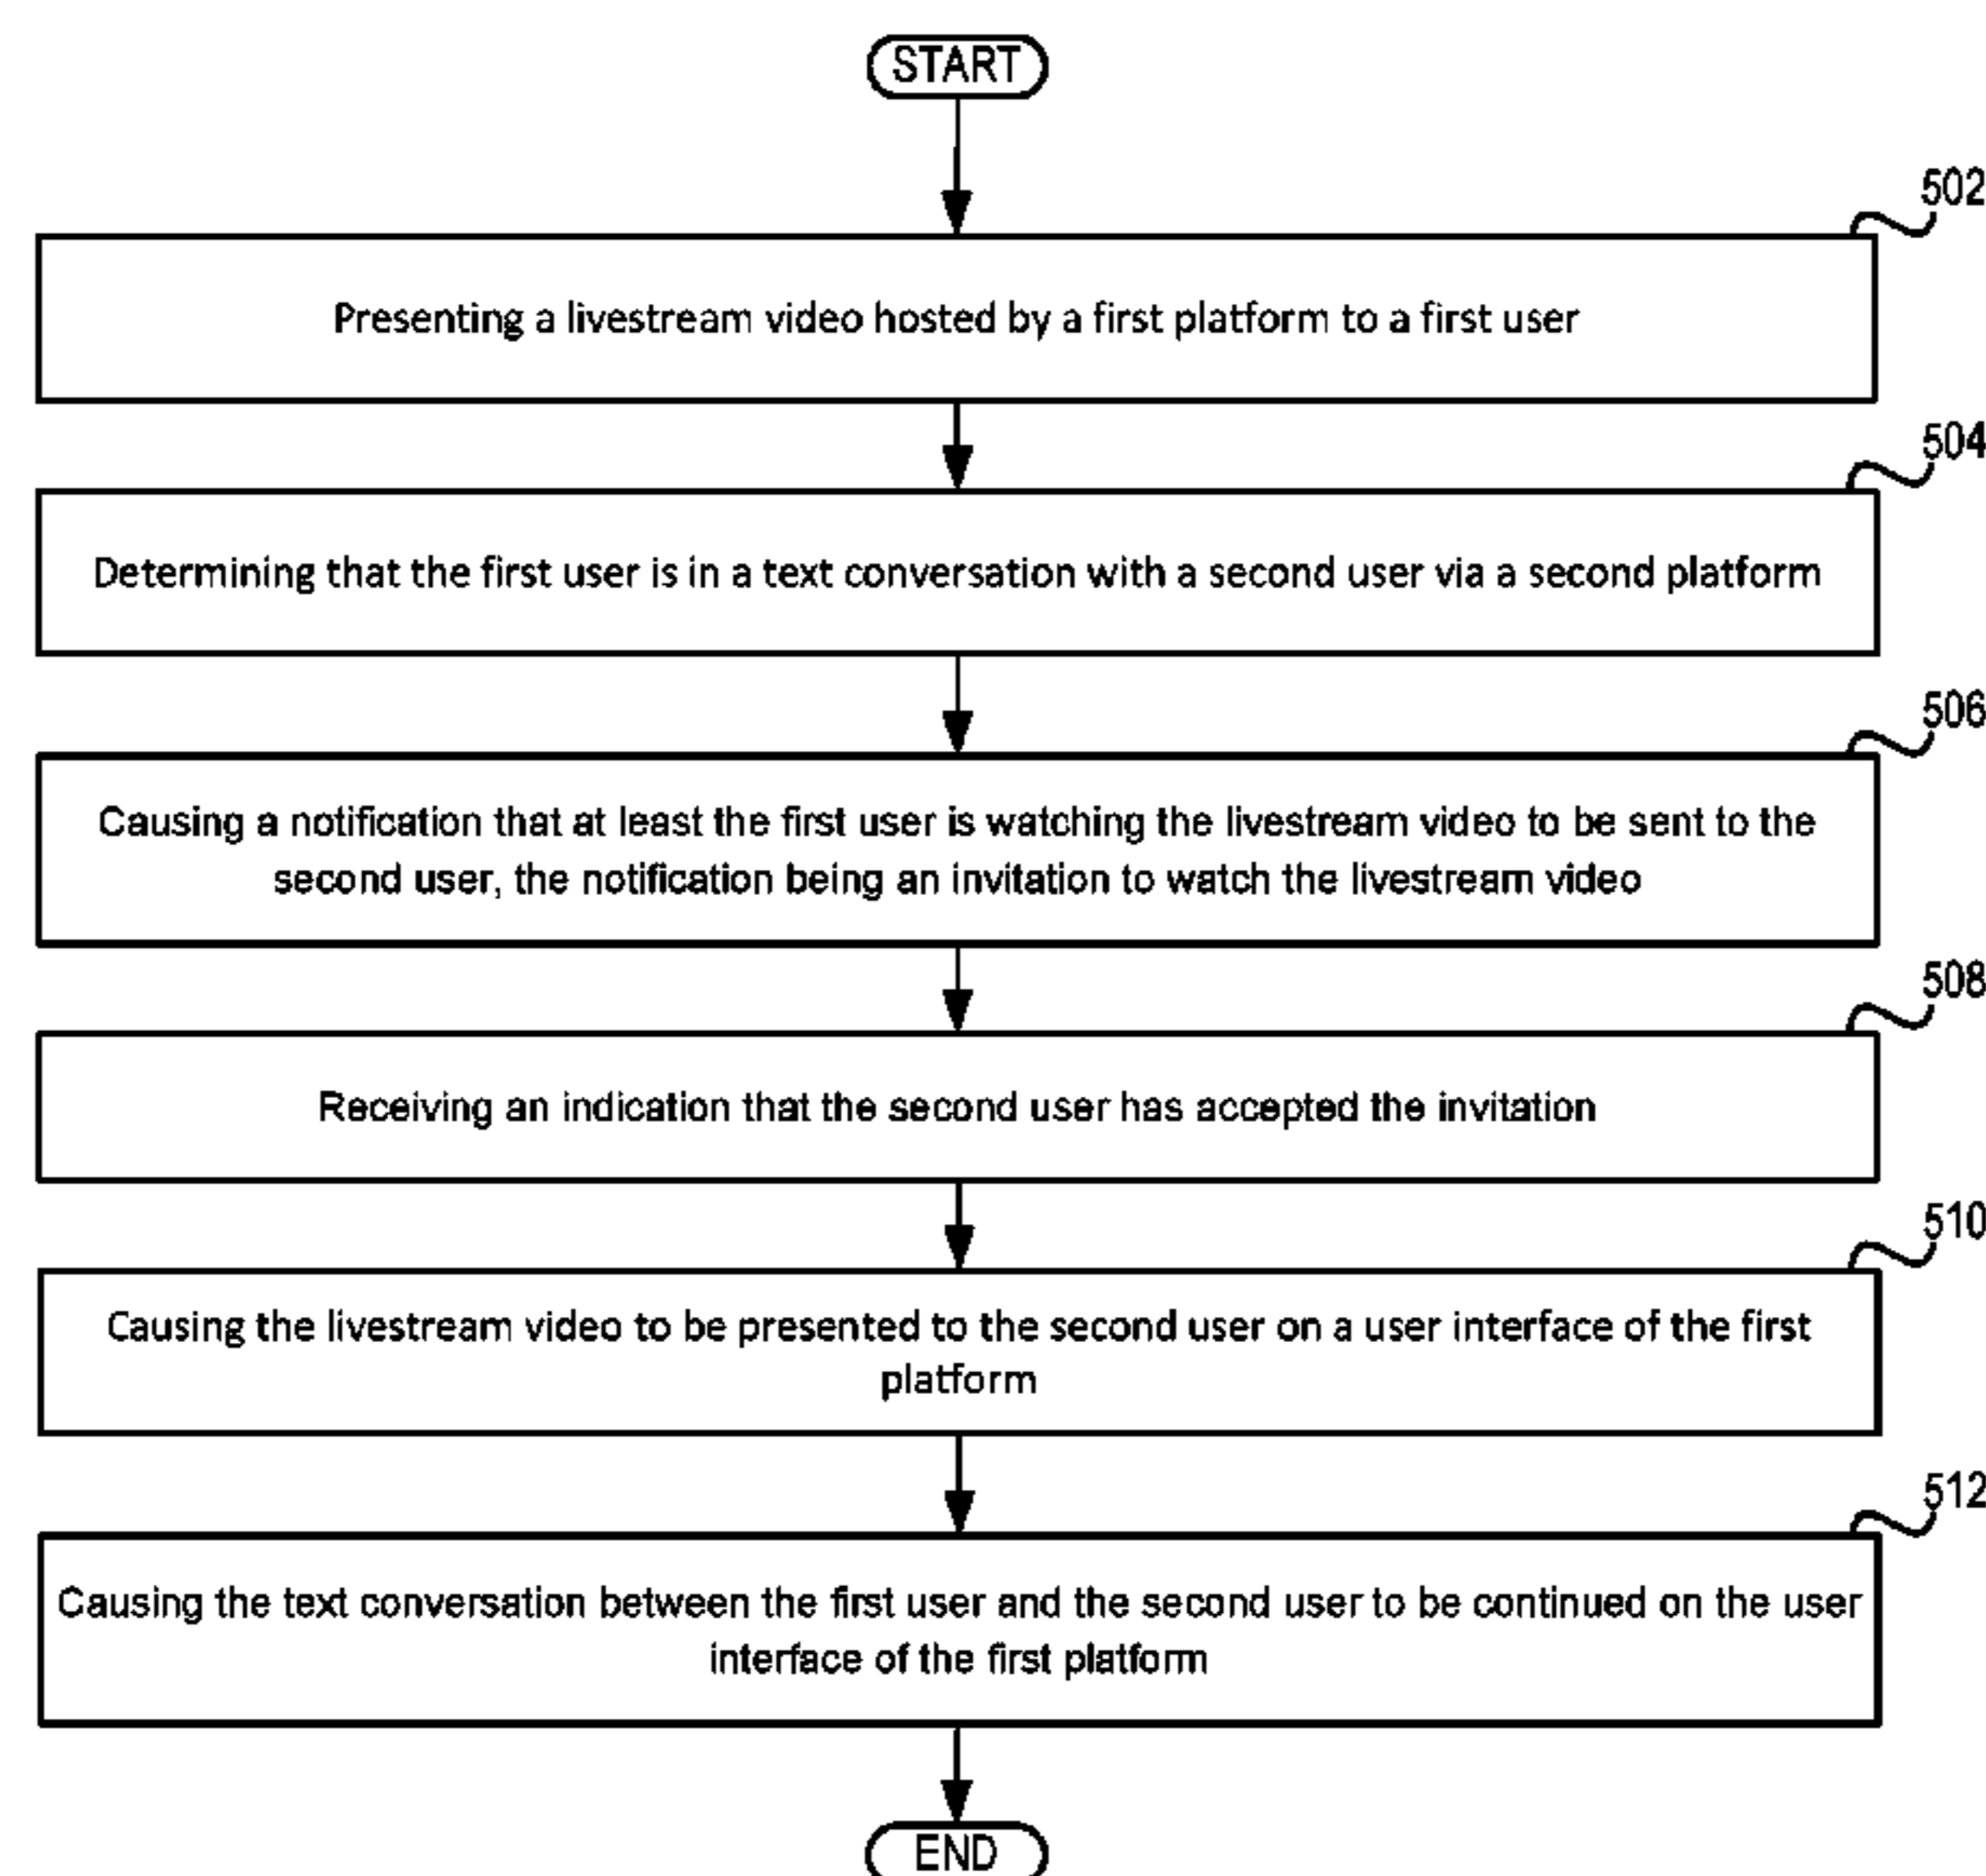 START
502
Presenting a livestream video hosted by a first platform to a first user
504
Determining that the first user is in a text conversation with a second user via a second platform
506
Causing a notification that at least the first user is watching the livestream video to be sent to the
second user, the notification being an invitation to watch the livestream video
508
Receiving an indication that the second user has accepted the invitation
510
Causing the livestream video to be presented to the second user on a user interface of the first
platform
512
Causing the text conversation between the first user and the second user to be continued on the user
interface of the first platform
END